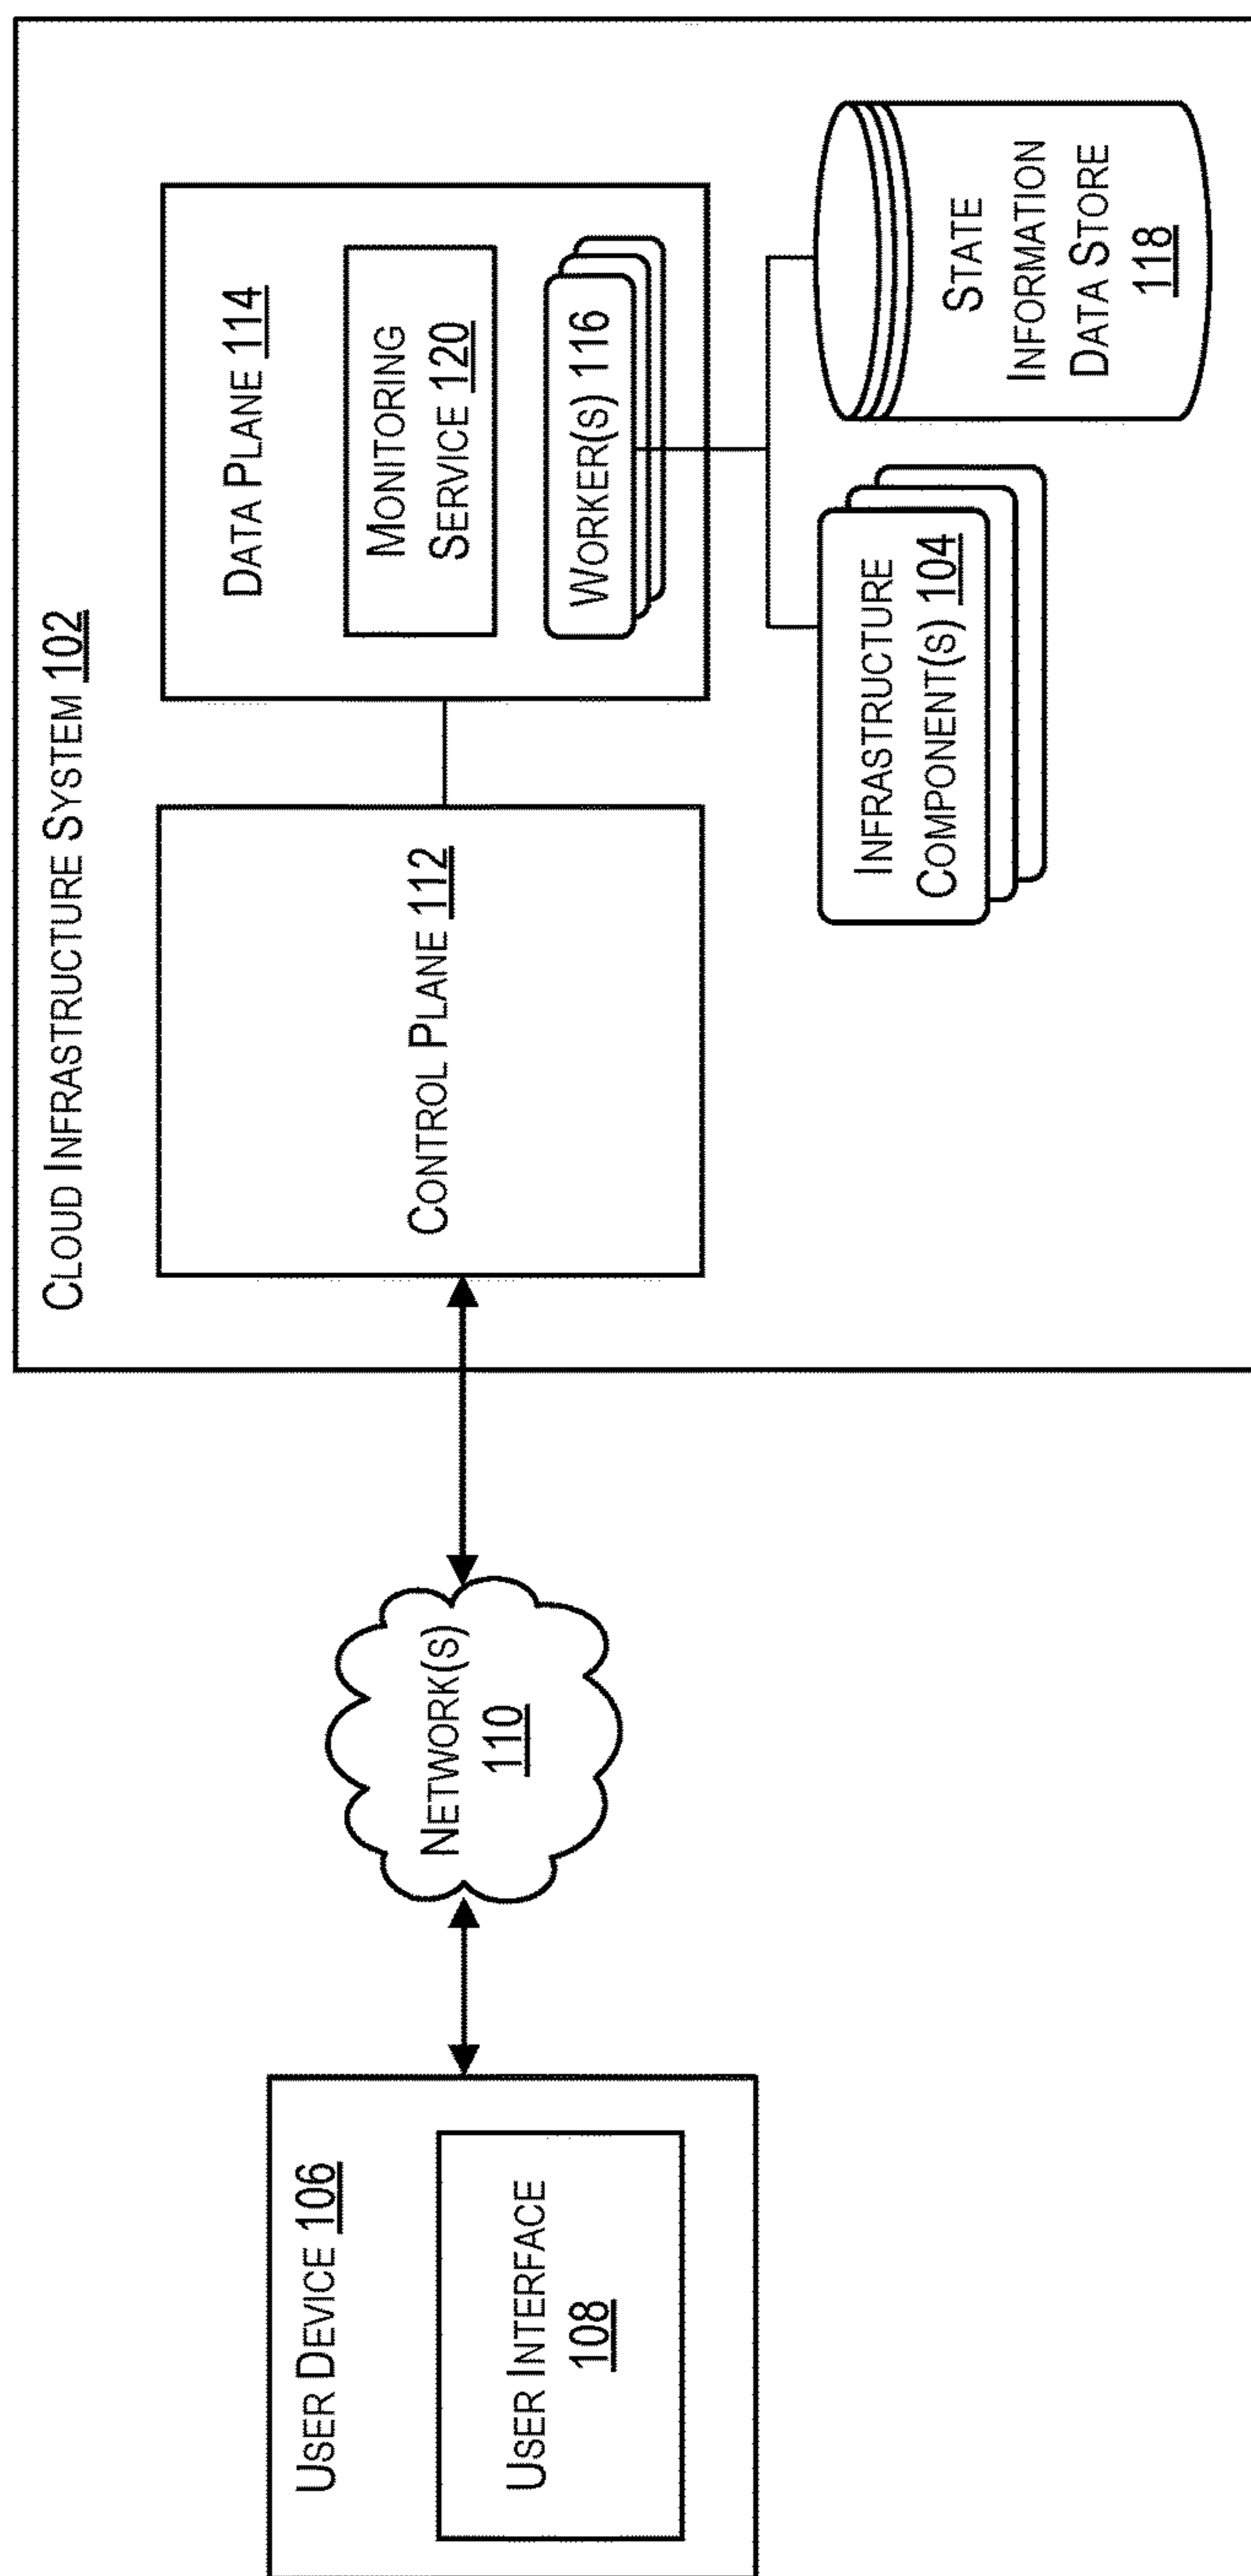 CLOUD INFRASTRUCTURE SYSTEM 102
USER DEVICE 106
USER INTERFACE
108
NETWORK(S)
110
CONTROL PLANE 112
DATA PLANE 114
MONITORING
SERVICE 120
WORKER(S) 116
INFRASTRUCTURE
COMPONENT(S) 104
STATE
INFORMATION
DATA STORE
118